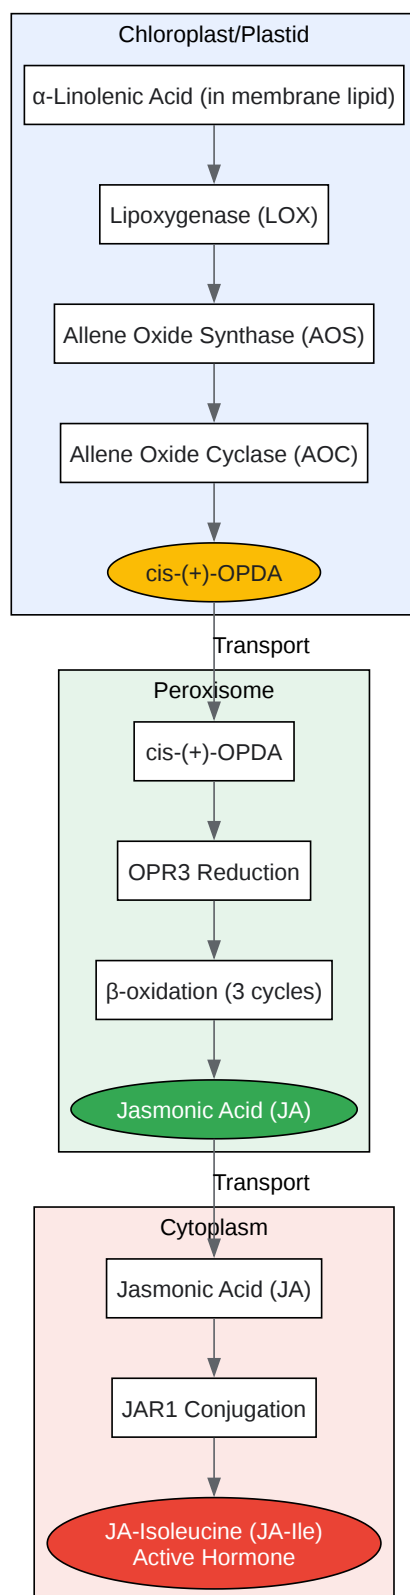 Chloroplast/Plastid
α-Linolenic Acid (in membrane lipid)
Lipoxygenase (LOX)
Allene Oxide Synthase (AOS)
Allene Oxide Cyclase (AOC)
cis-(+)-OPDA
Transport
Peroxisome
cis-(+)-OPDA
OPR3 Reduction
β-oxidation (3 cycles)
Jasmonic Acid (JA)
Transport
Cytoplasm
Jasmonic Acid (JA)
JAR1 Conjugation
JA-Isoleucine (JA-Ile)
Active Hormone